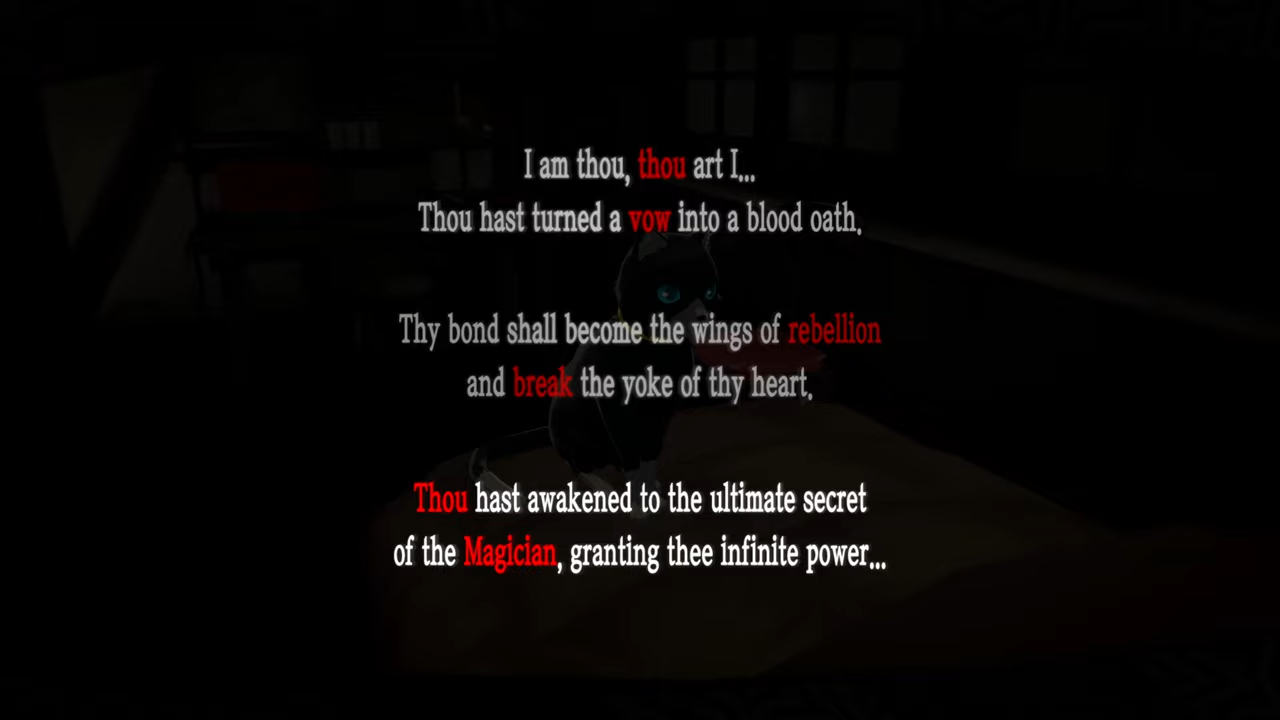 I am thou, thou art I...
Thou hast turned a vow into a blood oath.
Thy bond shall become the wings of rebellion
and break the yoke of thy heart.
Thou hast awakened to the ultimate secret
of the Magician, granting thee infinite power...